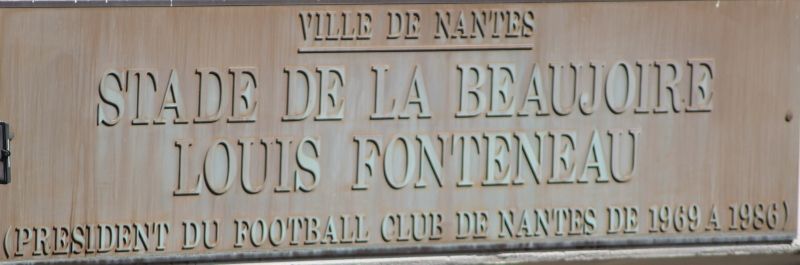 VILLE DE NANTES
STADE DE LA BEAUJOIRE
LOUIS FONTENEAU
(PRESIDENT DU FOOTBALL CLUB DE NANTES DE 1969 A 1986)